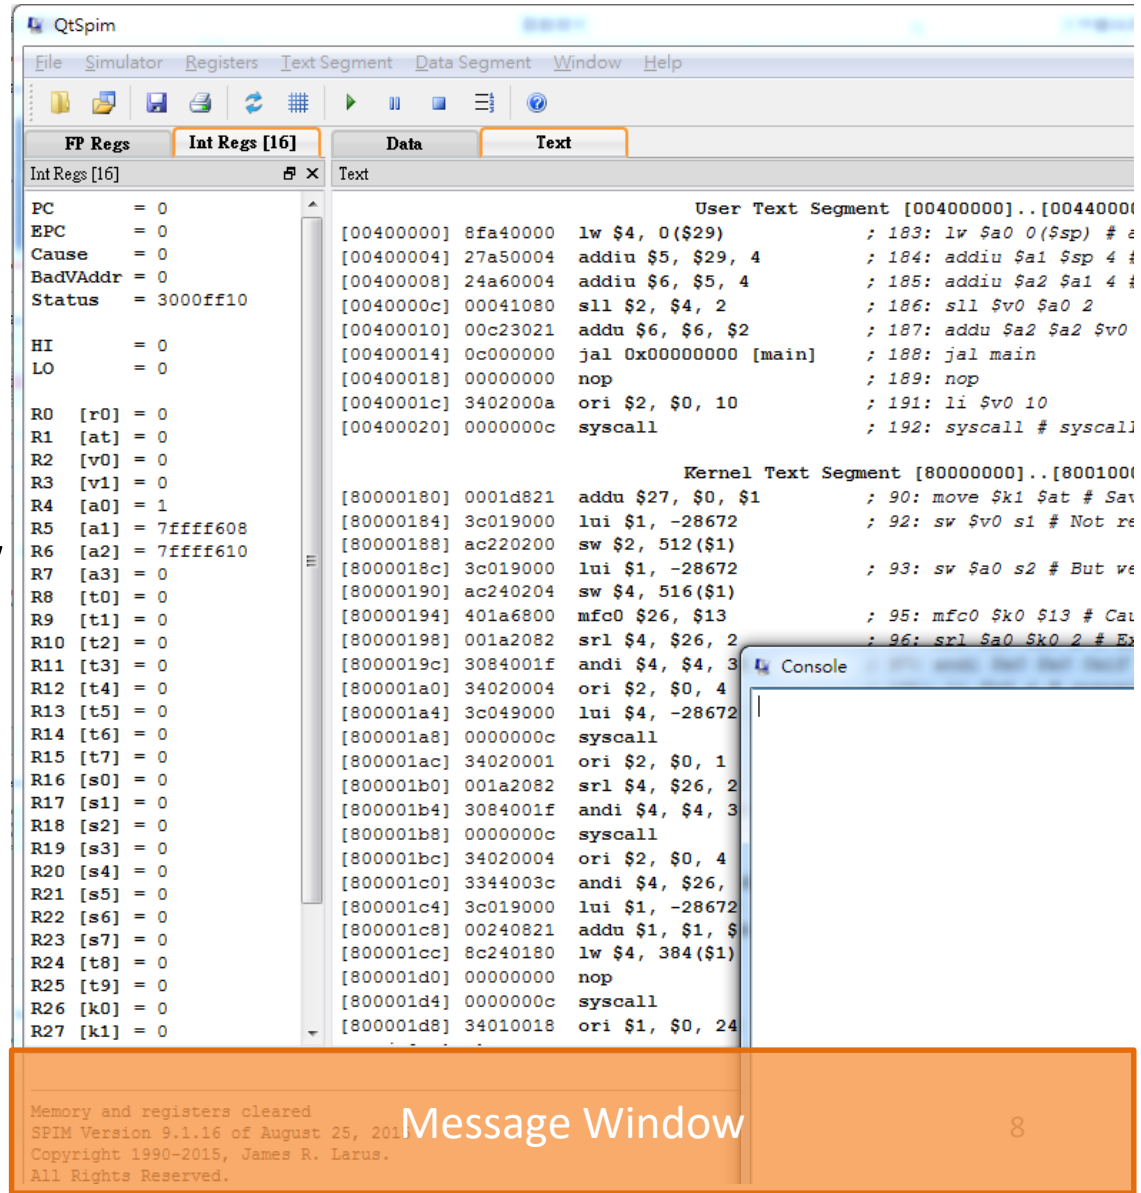 QtSpim
File Simulator Registers Text Segment Data Segment Window Help
FP Regs Int Regs [16] Data Text
Int Regs [16] Text
PC = 0
EPC = 0
Cause = 0
BadVAddr = 0
Status = 3000ff10
HI = 0
LO = 0
R0 [r0] = 0
R1 [at] = 0
R2 [v0] = 0
R3 [v1] = 0
R4 [a0] = 1
R5 [a1] = 7ffff608
R6 [a2] = 7ffff610
R7 [a3] = 0
R8 [t0] = 0
R9 [t1] = 0
R10 [t2] = 0
R11 [t3] = 0
R12 [t4] = 0
R13 [t5] = 0
R14 [t6] = 0
R15 [t7] = 0
R16 [s0] = 0
R17 [s1] = 0
R18 [s2] = 0
R19 [s3] = 0
R20 [s4] = 0
R21 [s5] = 0
R22 [s6] = 0
R23 [s7] = 0
R24 [t8] = 0
R25 [t9] = 0
R26 [k0] = 0
R27 [k1] = 0
User Text Segment [00400000]..[00440000
[00400000] 8fa40000 lw $4, 0($29) ; 183: lw $a0 0($sp) # a
[00400004] 27a50004 addiu $5, $29, 4 ; 184: addiu $a1 $sp 4 #
[00400008] 24a60004 addiu $6, $5, 4 ; 185: addiu $a2 $a1 4 #
[0040000c] 00041080 sll $2, $4, 2 ; 186: sll $v0 $a0 2
[00400010] 00c23021 addu $6, $6, $2 ; 187: addu $a2 $a2 $v0
[00400014] 0c000000 jal 0x00000000 [main] ; 188: jal main
[00400018] 00000000 nop ; 189: nop
[0040001c] 3402000a ori $2, $0, 10 ; 191: li $v0 10
[00400020] 0000000c syscall ; 192: syscall # syscall
Kernel Text Segment [80000000]..[8001000
[80000180] 0001d821 addu $27, $0, $1 ; 90: move $k1 $at # Sav
[80000184] 3c019000 lui $1, -28672 ; 92: sw $v0 s1 # Not re
[80000188] ac220200 sw $2, 512($1)
[8000018c] 3c019000 lui $1, -28672 ; 93: sw $a0 s2 # But we
[80000190] ac240204 sw $4, 516($1)
[80000194] 401a6800 mfc0 $26, $13 ; 95: mfc0 $k0 $13 # Cau
[80000198] 001a2082 srl $4, $26, 2 ; 96: srl $a0 $k0 2 # Ex
[8000019c] 3084001f andi $4, $4, 3
[800001a0] 34020004 ori $2, $0, 4
[800001a4] 3c049000 lui $4, -28672
[800001a8] 0000000c syscall
[800001ac] 34020001 ori $2, $0, 1
[800001b0] 001a2082 srl $4, $26, 2
[800001b4] 3084001f andi $4, $4, 3
[800001b8] 0000000c syscall
[800001bc] 34020004 ori $2, $0, 4
[800001c0] 3344003c andi $4, $26,
[800001c4] 3c019000 lui $1, -28672
[800001c8] 00240821 addu $1, $1, $
[800001cc] 8c240180 lw $4, 384($1)
[800001d0] 00000000 nop
[800001d4] 0000000c syscall
[800001d8] 34010018 ori $1, $0, 24
Console
Memory and registers cleared
SPIM Version 9.1.16 of August 25, 201
Copyright 1990-2015, James R. Larus.
All Rights Reserved.
Message Window
8